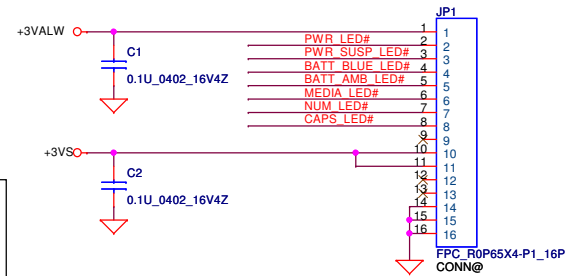 JP1
+3VALW
1 1
PWR_LED# 2 2
PWR_SUSP_LED# 3 3
BATT_BLUE_LED# 4 4
BATT_AMB_LED# 5 5
MEDIA_LED# 6 6
NUM_LED# 7 7
CAPS_LED# 8 8
9 9
C1
0.1U_0402_16V4Z
+3VS
10 10
11 11
12 12
13 13
14 14
15 15
16 16
C2
0.1U_0402_16V4Z
FPC_R0P65X4-P1_16P
CONN@